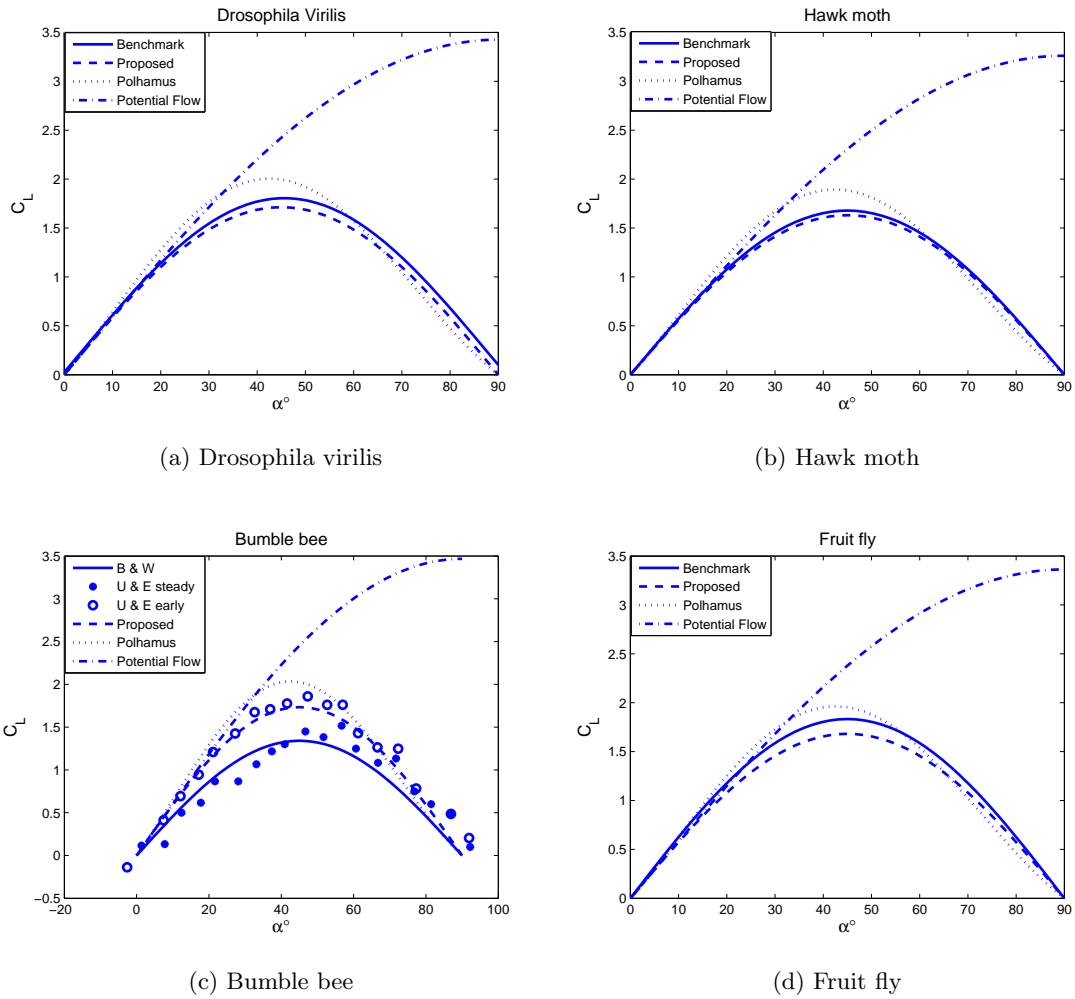 Drosophila Virilis
3.5
3
2.5
2
1.5
1
0.5
0
C_L
Benchmark
Proposed
Polhamus
Potential Flow
0 10 20 30 40 50 60 70 80 90
α°
(a) Drosophila virilis
Hawk moth
3.5
3
2.5
2
1.5
1
0.5
0
C_L
Benchmark
Proposed
Polhamus
Potential Flow
0 10 20 30 40 50 60 70 80 90
α°
(b) Hawk moth
Bumble bee
3.5
3
2.5
2
1.5
1
0.5
0
−0.5
C_L
B & W
U & E steady
U & E early
Proposed
Polhamus
Potential Flow
−20 0 20 40 60 80 100
α°
(c) Bumble bee
Fruit fly
3.5
3
2.5
2
1.5
1
0.5
0
C_L
Benchmark
Proposed
Polhamus
Potential Flow
0 10 20 30 40 50 60 70 80 90
α°
(d) Fruit fly